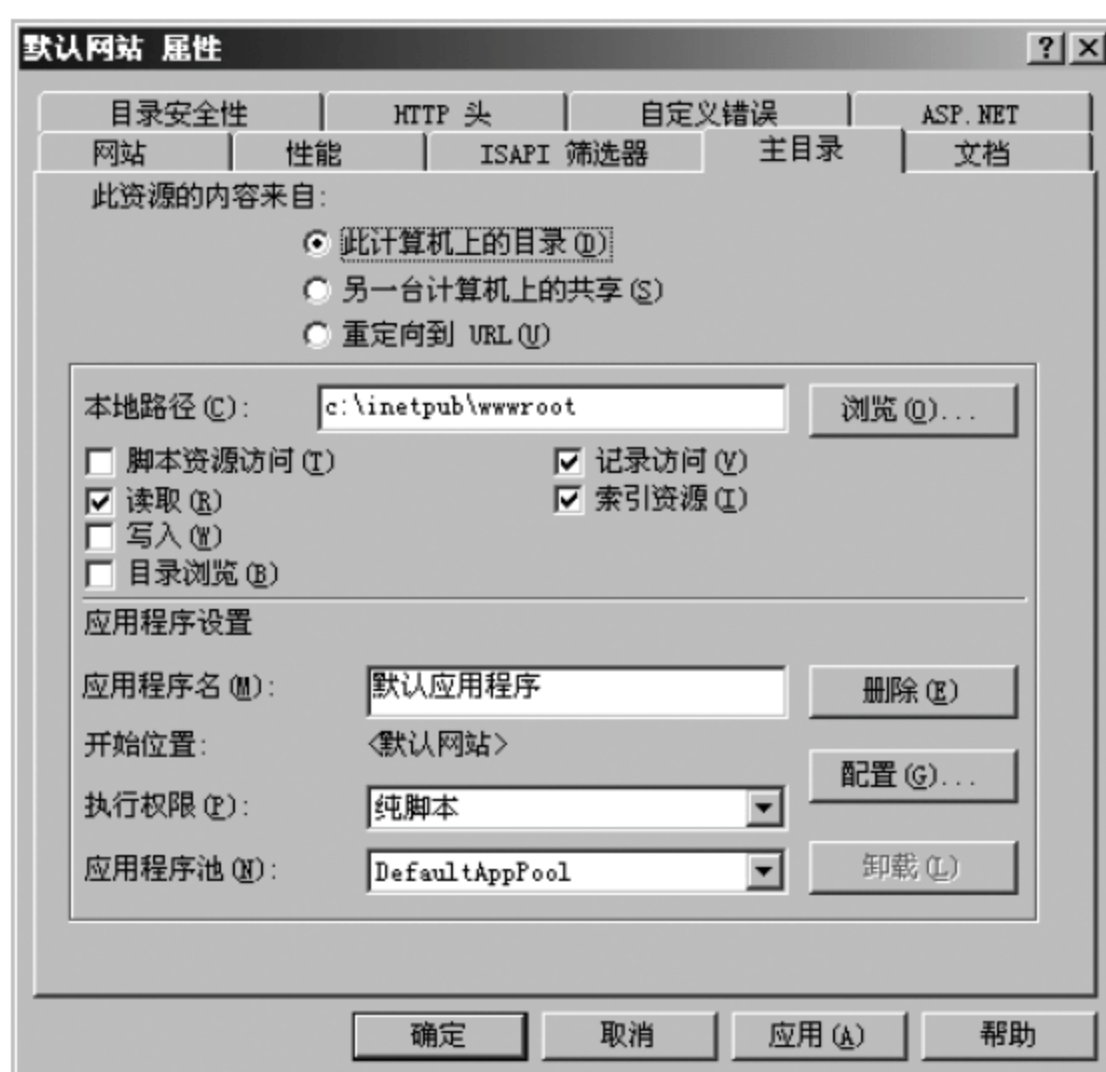 默认网站 属性
目录安全性 HTTP 头 自定义错误 ASP.NET
网站 性能 ISAPI 筛选器 主目录 文档
此资源的内容来自:
此计算机上的目录(D)
另一台计算机上的共享(S)
重定向到 URL(U)
本地路径(C): c:\inetpub\wwwroot 浏览(O)...
脚本资源访问(T) 记录访问(V)
读取(R) 索引资源(I)
写入(W)
目录浏览(B)
应用程序设置
应用程序名(M): 默认应用程序 删除(E)
开始位置: <默认网站>
配置(G)...
执行权限(P): 纯脚本
应用程序池(N): DefaultAppPool 卸载(L)
确定 取消 应用(A) 帮助